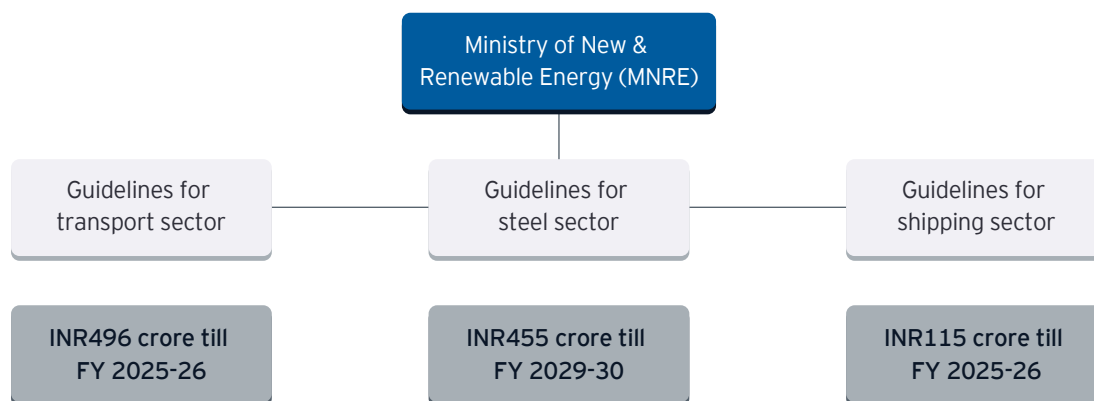 Ministry of New &
Renewable Energy (MNRE)
Guidelines for
transport sector
Guidelines for
steel sector
Guidelines for
shipping sector
INR496 crore till
FY 2025-26
INR455 crore till
FY 2029-30
INR115 crore till
FY 2025-26